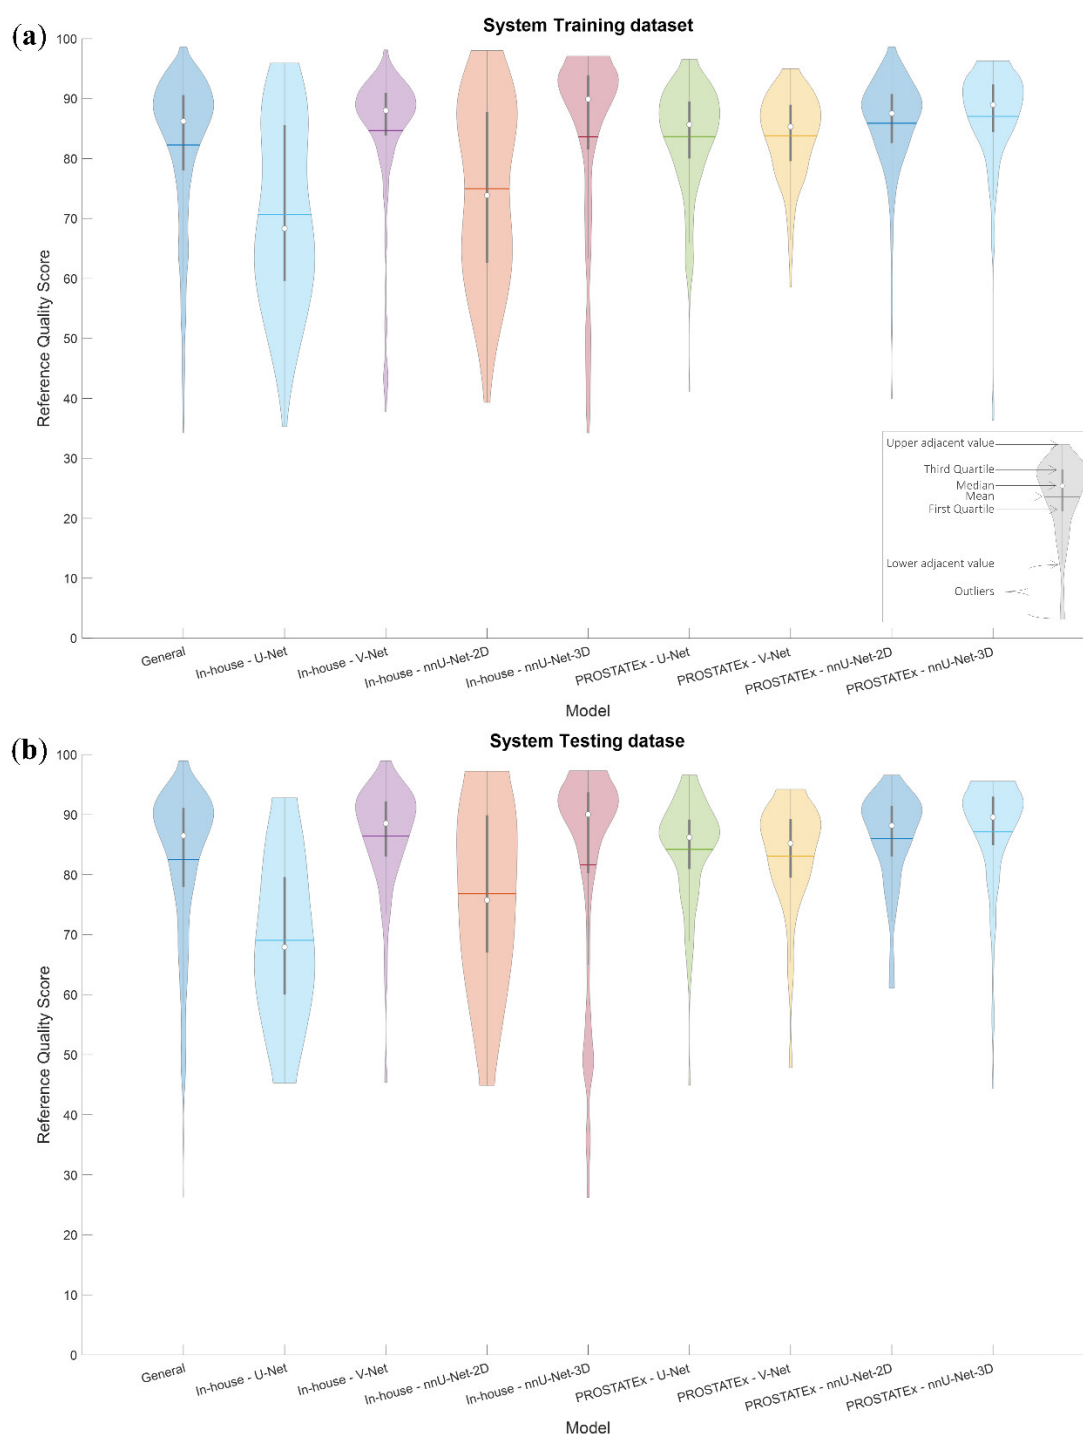 (a)
System Training dataset
Reference Quality Score
100
90
80
70
60
50
40
30
20
10
0
Upper adjacent value
Third Quartile
Median
Mean
First Quartile
Lower adjacent value
Outliers
General
In-house - U-Net
In-house - V-Net
In-house - nnU-Net-2D
In-house - nnU-Net-3D
PROSTATEx - U-Net
PROSTATEx - V-Net
PROSTATEx - nnU-Net-2D
PROSTATEx - nnU-Net-3D
Model
(b)
System Testing datase
Reference Quality Score
100
90
80
70
60
50
40
30
20
10
0
General
In-house - U-Net
In-house - V-Net
In-house - nnU-Net-2D
In-house - nnU-Net-3D
PROSTATEx - U-Net
PROSTATEx - V-Net
PROSTATEx - nnU-Net-2D
PROSTATEx - nnU-Net-3D
Model